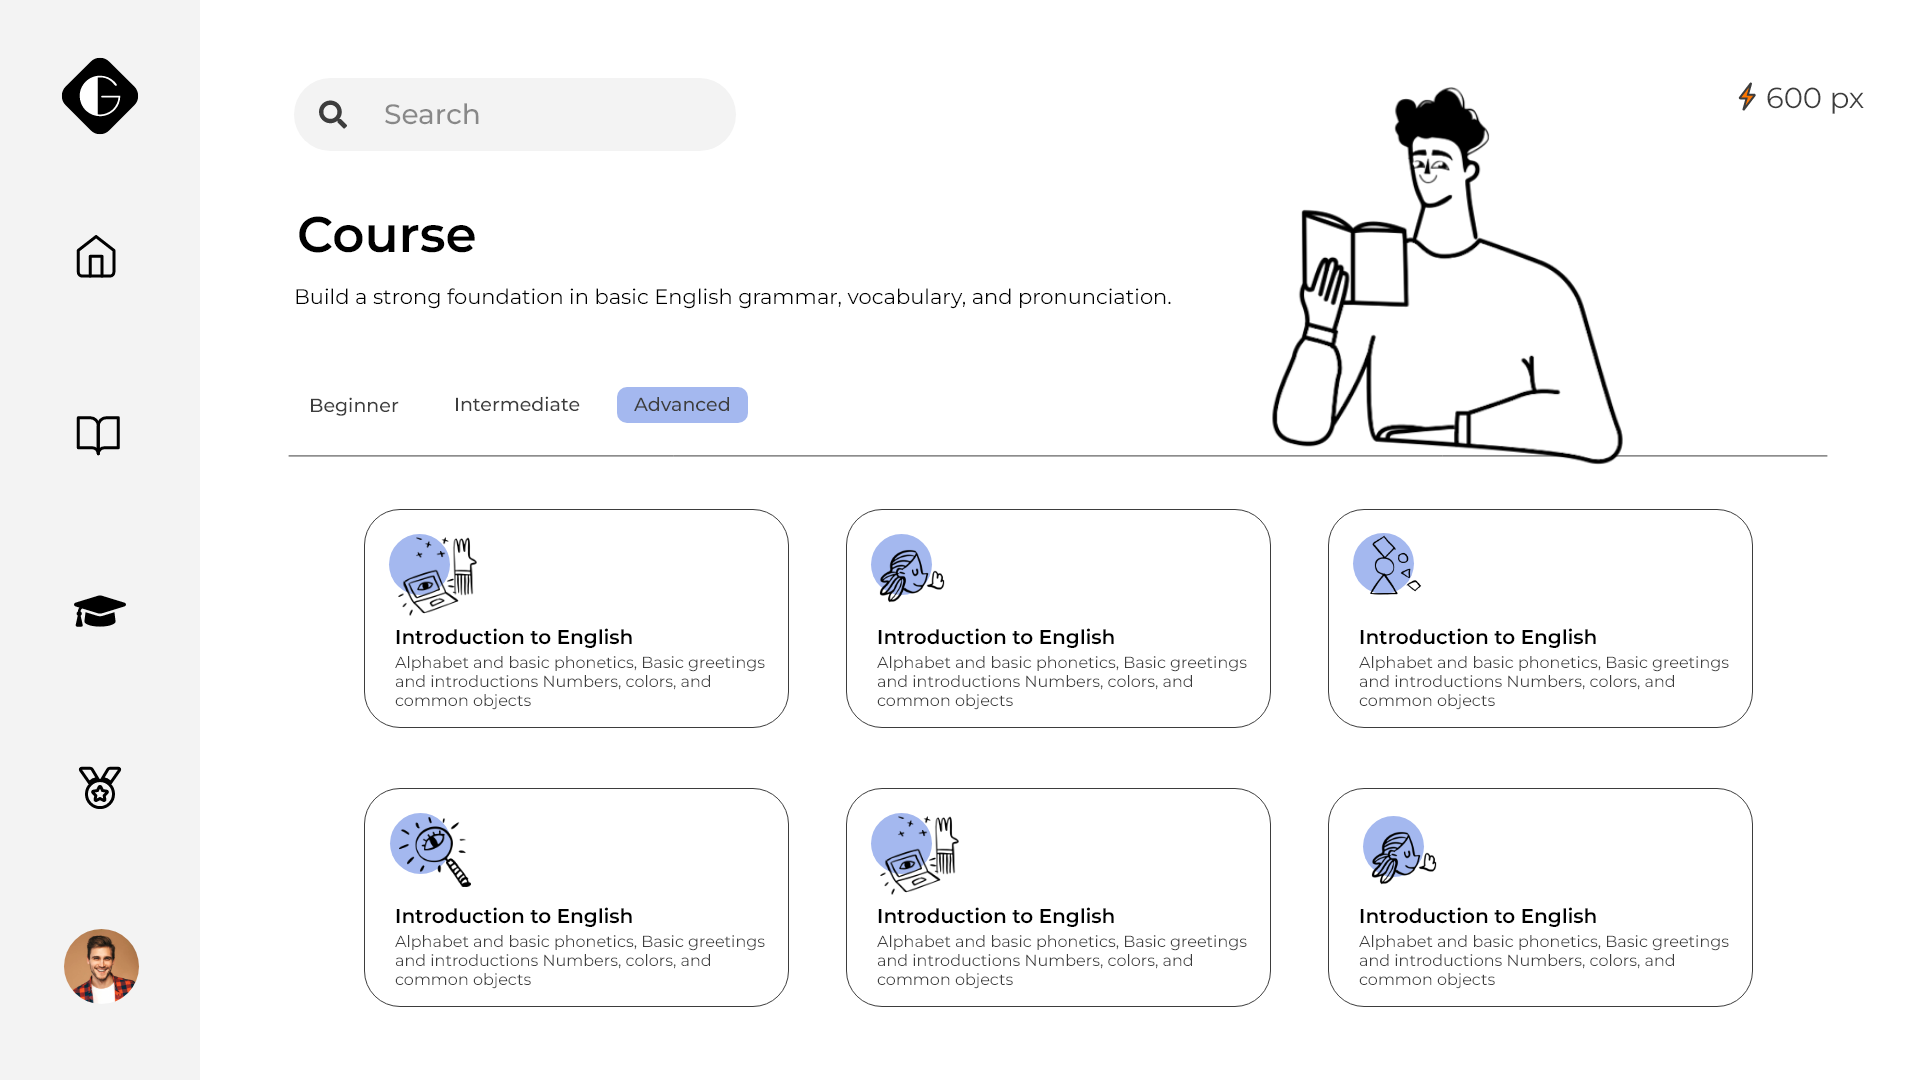 G
Search
600 px
Course
Build a strong foundation in basic English grammar, vocabulary, and pronunciation.
Beginner
Intermediate
Advanced
Introduction to English
Alphabet and basic phonetics, Basic greetings
and introductions Numbers, colors, and
common objects
Introduction to English
Alphabet and basic phonetics, Basic greetings
and introductions Numbers, colors, and
common objects
Introduction to English
Alphabet and basic phonetics, Basic greetings
and introductions Numbers, colors, and
common objects
Introduction to English
Alphabet and basic phonetics, Basic greetings
and introductions Numbers, colors, and
common objects
Introduction to English
Alphabet and basic phonetics, Basic greetings
and introductions Numbers, colors, and
common objects
Introduction to English
Alphabet and basic phonetics, Basic greetings
and introductions Numbers, colors, and
common objects